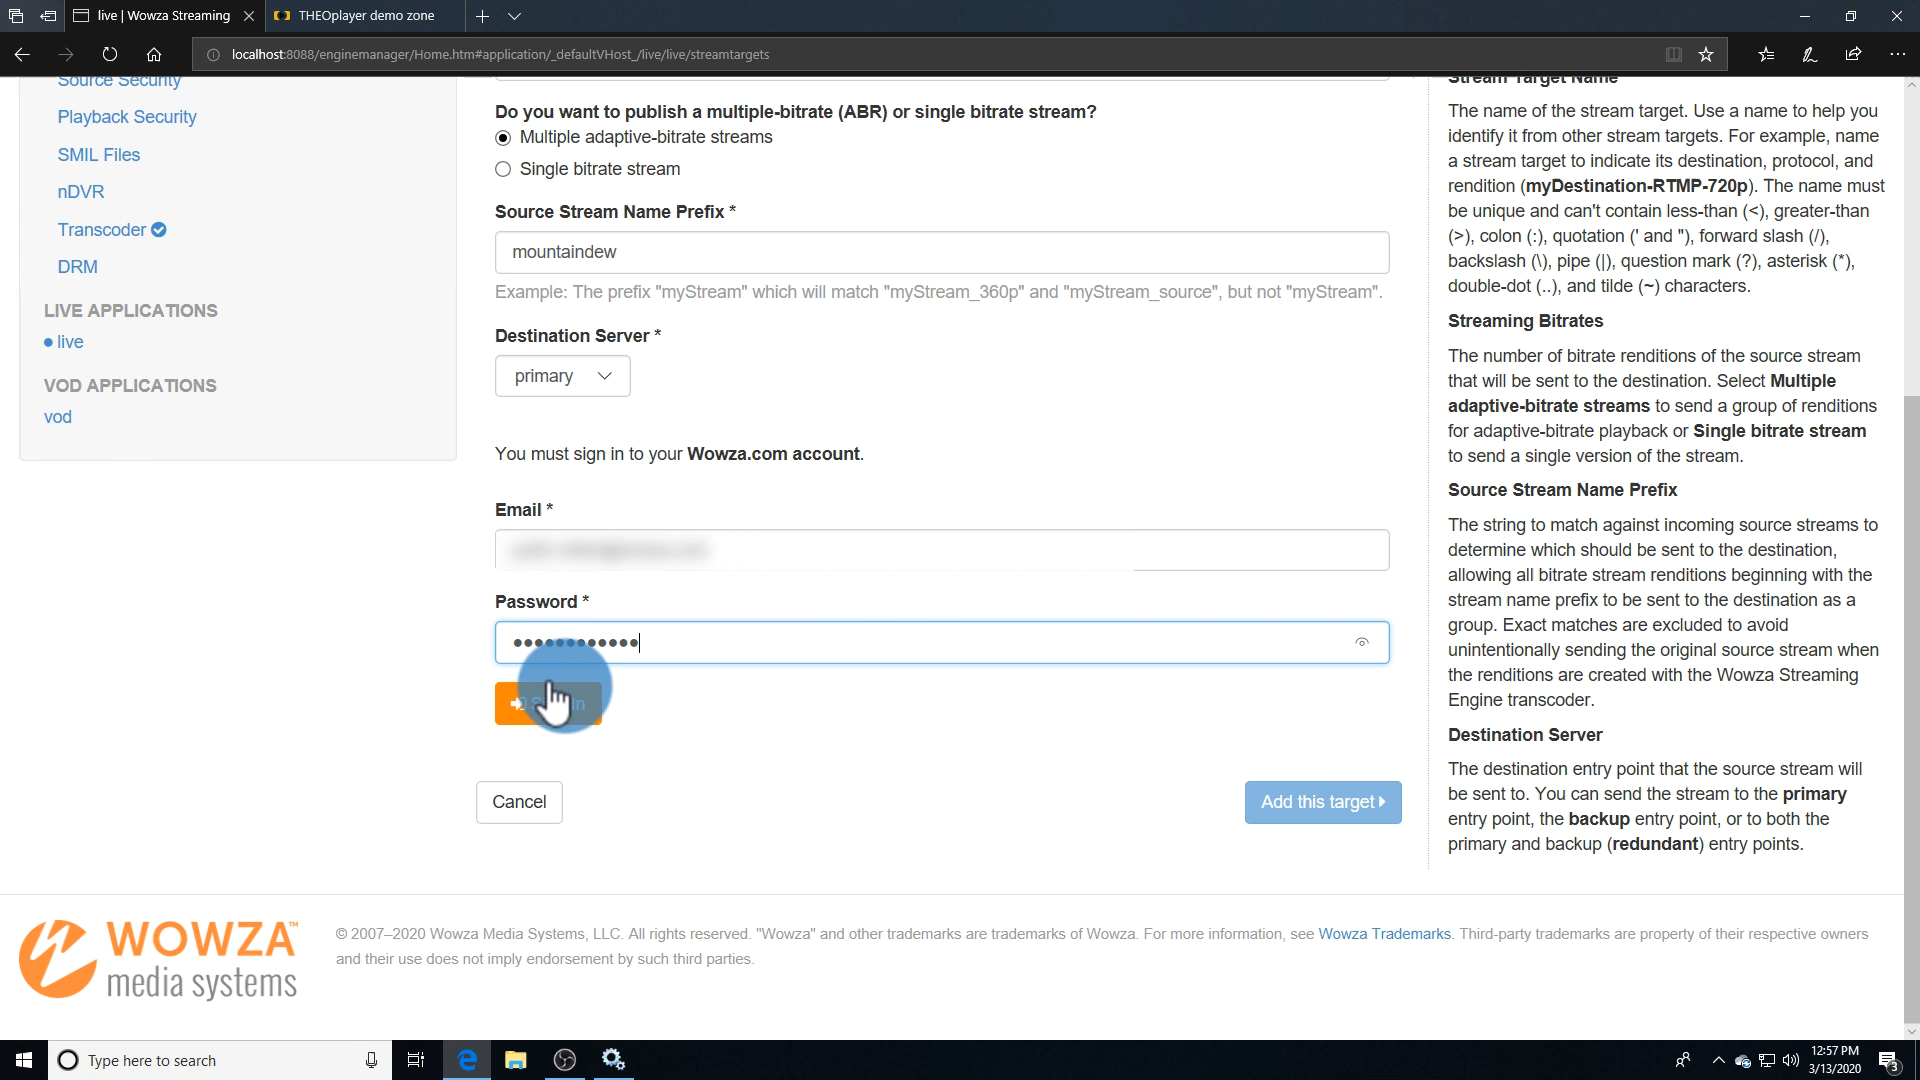 live | Wowza Streaming
THEOplayer demo zone
localhost:8088/enginemanager/Home.htm#application/_defaultVHost_/live/live/streamtargets
Source Security
Playback Security
SMIL Files
nDVR
Transcoder
DRM
LIVE APPLICATIONS
live
VOD APPLICATIONS
vod
Do you want to publish a multiple-bitrate (ABR) or single bitrate stream?
Multiple adaptive-bitrate streams
Single bitrate stream
Source Stream Name Prefix *
mountaindew
Example: The prefix "myStream" which will match "myStream_360p" and "myStream_source", but not "myStream".
Destination Server *
primary
You must sign in to your Wowza.com account.
Email *
Password *
Cancel
Add this target
Stream Target Name
The name of the stream target. Use a name to help you
identify it from other stream targets. For example, name
a stream target to indicate its destination, protocol, and
rendition (myDestination-RTMP-720p). The name must
be unique and can't contain less-than (<), greater-than
(>), colon (:), quotation (' and "), forward slash (/),
backslash (\), pipe (|), question mark (?), asterisk (*),
double-dot (..), and tilde (~) characters.
Streaming Bitrates
The number of bitrate renditions of the source stream
that will be sent to the destination. Select Multiple
adaptive-bitrate streams to send a group of renditions
for adaptive-bitrate playback or Single bitrate stream
to send a single version of the stream.
Source Stream Name Prefix
The string to match against incoming source streams to
determine which should be sent to the destination,
allowing all bitrate stream renditions beginning with the
stream name prefix to be sent to the destination as a
group. Exact matches are excluded to avoid
unintentionally sending the original source stream when
the renditions are created with the Wowza Streaming
Engine transcoder.
Destination Server
The destination entry point that the source stream will
be sent to. You can send the stream to the primary
entry point, the backup entry point, or to both the
primary and backup (redundant) entry points.
WOWZA™
media systems
© 2007–2020 Wowza Media Systems, LLC. All rights reserved. "Wowza" and other trademarks are trademarks of Wowza. For more information, see Wowza Trademarks. Third-party trademarks are property of their respective owners
and their use does not imply endorsement by such third parties.
Type here to search
12:57 PM
3/13/2020
3